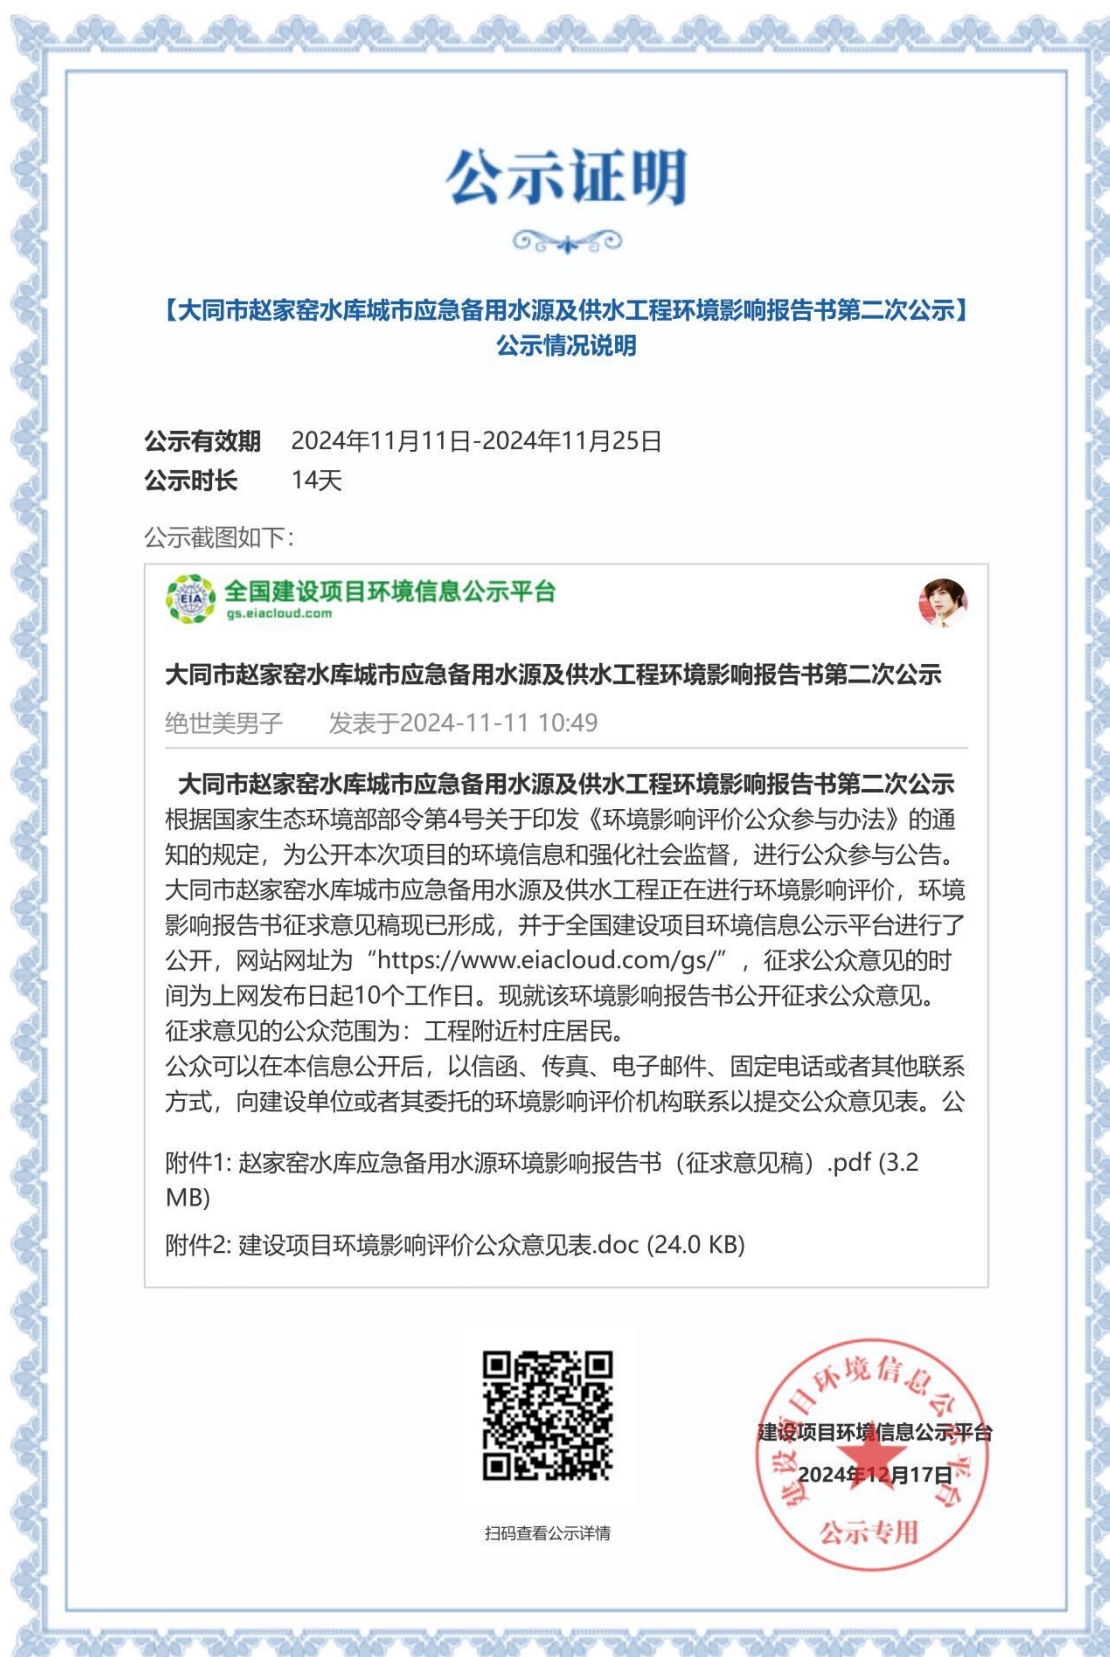 公示证明
【大同市赵家窑水库城市应急备用水源及供水工程环境影响报告书第二次公示】
公示情况说明
公示有效期 2024年11月11日-2024年11月25日
公示时长 14天
公示截图如下：
EIA 全国建设项目环境信息公示平台
gs.eiacloud.com
大同市赵家窑水库城市应急备用水源及供水工程环境影响报告书第二次公示
绝世美男子 发表于2024-11-11 10:49
大同市赵家窑水库城市应急备用水源及供水工程环境影响报告书第二次公示
根据国家生态环境部部令第4号关于印发《环境影响评价公众参与办法》的通
知的规定，为公开本次项目的环境信息和强化社会监督，进行公众参与公告。
大同市赵家窑水库城市应急备用水源及供水工程正在进行环境影响评价，环境
影响报告书征求意见稿现已形成，并于全国建设项目环境信息公示平台进行了
公开，网站网址为“https://www.eiacloud.com/gs/”，征求公众意见的时
间为上网发布日起10个工作日。现就该环境影响报告书公开征求公众意见。
征求意见的公众范围为：工程附近村庄居民。
公众可以在本信息公开后，以信函、传真、电子邮件、固定电话或者其他联系
方式，向建设单位或者其委托的环境影响评价机构联系以提交公众意见表。公
附件1: 赵家窑水库应急备用水源环境影响报告书（征求意见稿）.pdf (3.2
MB)
附件2: 建设项目环境影响评价公众意见表.doc (24.0 KB)
扫码查看公示详情
建设项目环境信息公示平台
建设项目环境信息公示平台
2024年12月17日
公示专用